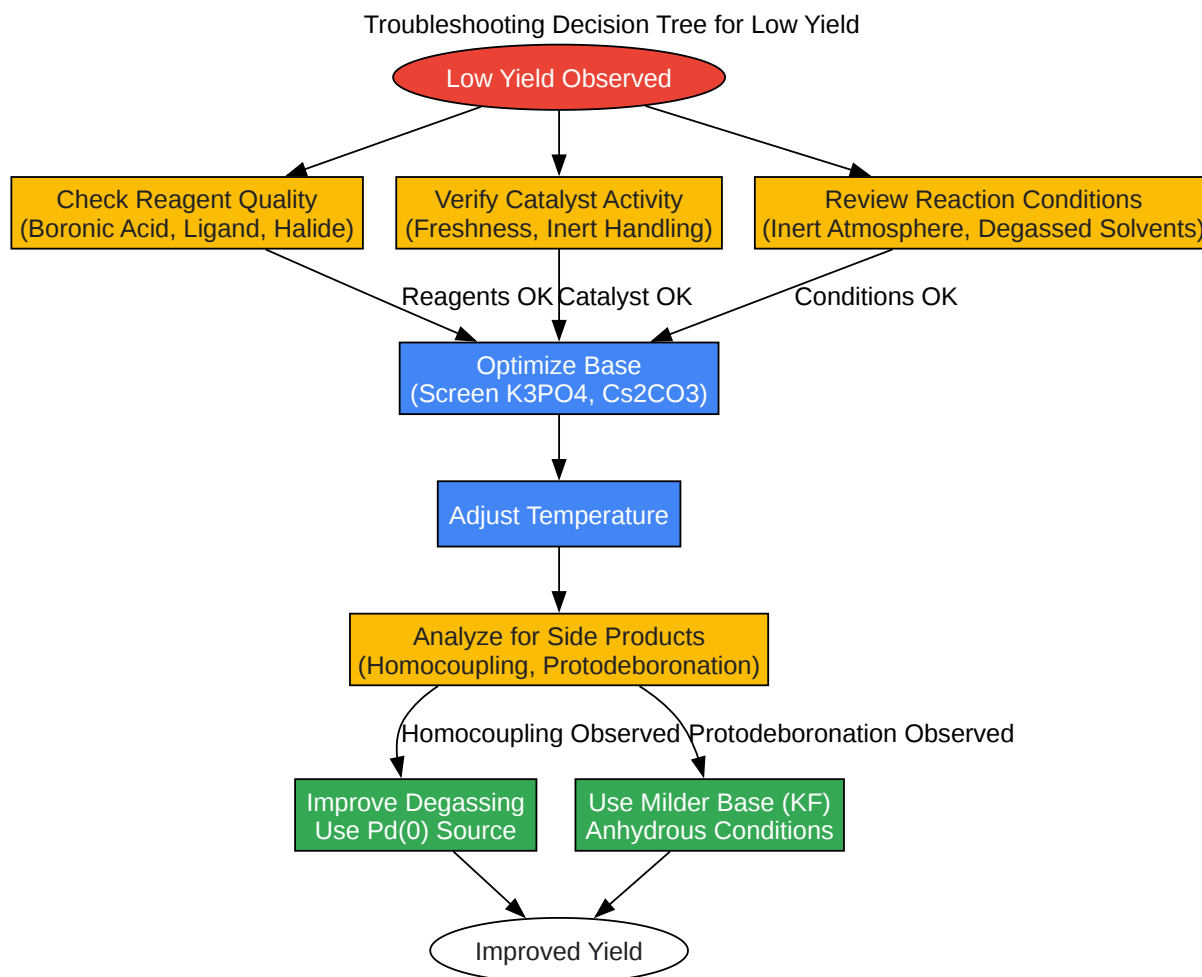 Troubleshooting Decision Tree for Low Yield
Low Yield Observed
Check Reagent Quality
(Boronic Acid, Ligand, Halide)
Verify Catalyst Activity
(Freshness, Inert Handling)
Review Reaction Conditions
(Inert Atmosphere, Degassed Solvents)
Reagents OK
Catalyst OK
Conditions OK
Optimize Base
(Screen K3PO4, Cs2CO3)
Adjust Temperature
Analyze for Side Products
(Homocoupling, Protodeboronation)
Homocoupling Observed
Protodeboronation Observed
Improve Degassing
Use Pd(0) Source
Use Milder Base (KF)
Anhydrous Conditions
Improved Yield